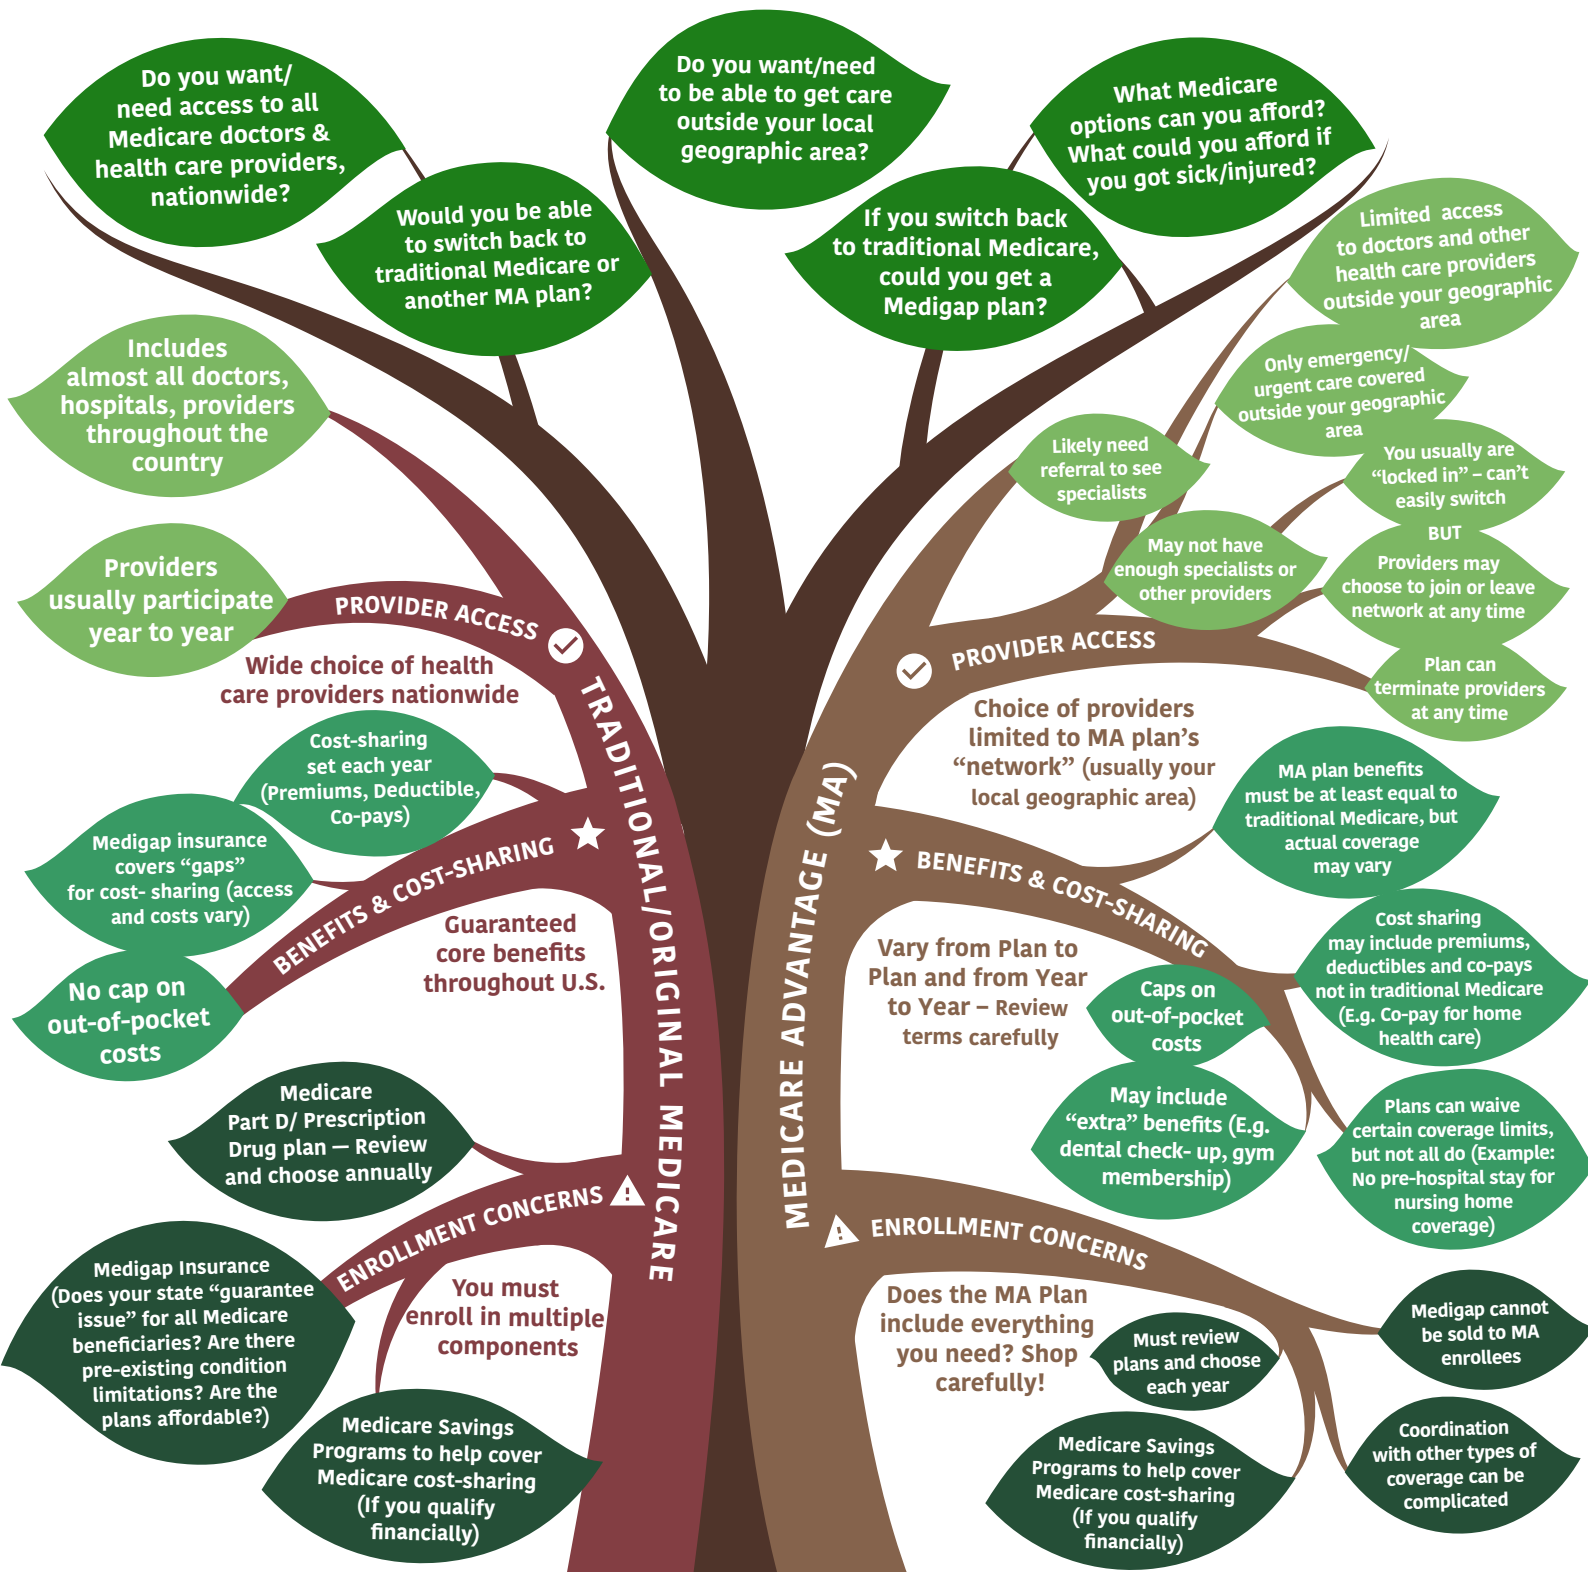 Do you want/
need access to all
Medicare doctors &
health care providers,
nationwide?
Would you be able
to switch back to
traditional Medicare or
another MA plan?
Do you want/need
to be able to get care
outside your local
geographic area?
If you switch back
to traditional Medicare,
could you get a
Medigap plan?
What Medicare
options can you afford?
What could you afford if
you got sick/injured?
TRADITIONAL/ORIGINAL MEDICARE
PROVIDER ACCESS
Wide choice of health
care providers nationwide
Includes
almost all doctors,
hospitals, providers
throughout the
country
Providers
usually participate
year to year
BENEFITS & COST-SHARING
Guaranteed
core benefits
throughout U.S.
Cost-sharing
set each year
(Premiums, Deductible,
Co-pays)
Medigap insurance
covers “gaps”
for cost- sharing (access
and costs vary)
No cap on
out-of-pocket
costs
ENROLLMENT CONCERNS
You must
enroll in multiple
components
Medicare
Part D/ Prescription
Drug plan — Review
and choose annually
Medigap Insurance
(Does your state “guarantee
issue” for all Medicare
beneficiaries? Are there
pre-existing condition
limitations? Are the
plans affordable?)
Medicare Savings
Programs to help cover
Medicare cost-sharing
(If you qualify
financially)
MEDICARE ADVANTAGE (MA)
PROVIDER ACCESS
Choice of providers
limited to MA plan’s
“network” (usually your
local geographic area)
Limited access
to doctors and other
health care providers
outside your geographic
area
Only emergency/
urgent care covered
outside your geographic
area
Likely need
referral to see
specialists
You usually are
“locked in” – can’t
easily switch
BUT
Providers may
choose to join or leave
network at any time
May not have
enough specialists or
other providers
Plan can
terminate providers
at any time
BENEFITS & COST-SHARING
Vary from Plan to
Plan and from Year
to Year – Review
terms carefully
MA plan benefits
must be at least equal to
traditional Medicare, but
actual coverage
may vary
Cost sharing
may include premiums,
deductibles and co-pays
not in traditional Medicare
(E.g. Co-pay for home
health care)
Caps on
out-of-pocket
costs
May include
“extra” benefits (E.g.
dental check- up, gym
membership)
Plans can waive
certain coverage limits,
but not all do (Example:
No pre-hospital stay for
nursing home
coverage)
ENROLLMENT CONCERNS
Does the MA Plan
include everything
you need? Shop
carefully!
Must review
plans and choose
each year
Medigap cannot
be sold to MA
enrollees
Medicare Savings
Programs to help cover
Medicare cost-sharing
(If you qualify
financially)
Coordination
with other types of
coverage can be
complicated